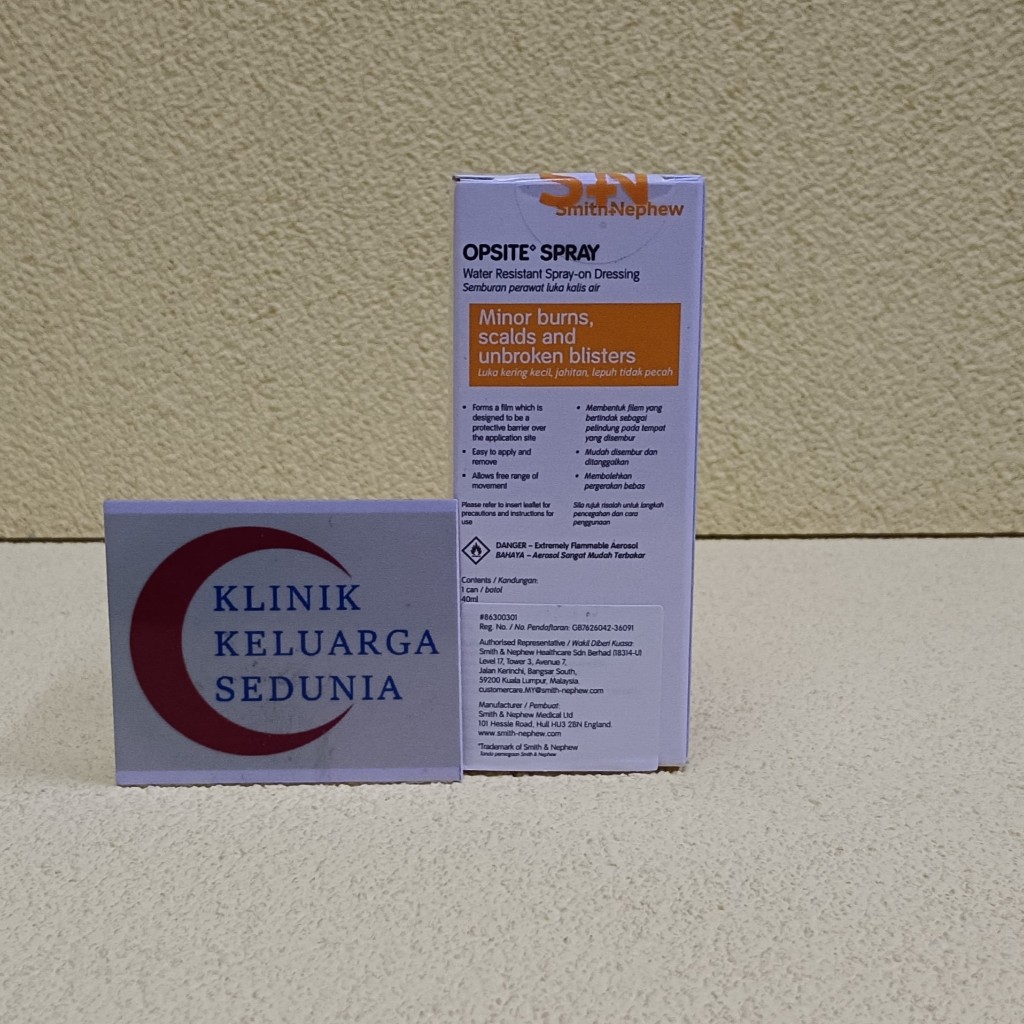 KLINIK
KELUARGA
SEDUNIA
S+N
Smith+Nephew
OPSITE◊ SPRAY
Water Resistant Spray-on Dressing
Semburan perawat luka kalis air
Minor burns,
scalds and
unbroken blisters
Luka kering kecil, jahitan, lepuh tidak pecah
• Forms a film which is
designed to be a
protective barrier over
the application site
• Easy to apply and
remove
• Allows free range of
movement
• Membentuk filem yang
bertindak sebagai
pelindung pada tempat
yang disembur
• Mudah disembur dan
ditanggalkan
• Membolehkan
pergerakan bebas
Please refer to insert leaflet for
precautions and instructions for
use
Sila rujuk risalah untuk langkah
pencegahan dan cara
penggunaan
DANGER – Extremely Flammable Aerosol
BAHAYA – Aerosol Sangat Mudah Terbakar
Contents / Kandungan:
1 can / botol
40ml
#66300301
Reg. No. / No. Pendaftaran: GB7626042-36091
Authorised Representative / Wakil Diberi Kuasa:
Smith & Nephew Healthcare Sdn Berhad (18314-U)
Level 17, Tower 3, Avenue 7,
Jalan Kerinchi, Bangsar South,
59200 Kuala Lumpur, Malaysia.
customercare.MY@smith-nephew.com
Manufacturer / Pembuat:
Smith & Nephew Medical Ltd
101 Hessle Road, Hull HU3 2BN England.
www.smith-nephew.com
◊Trademark of Smith & Nephew
Tanda perniagaan Smith & Nephew